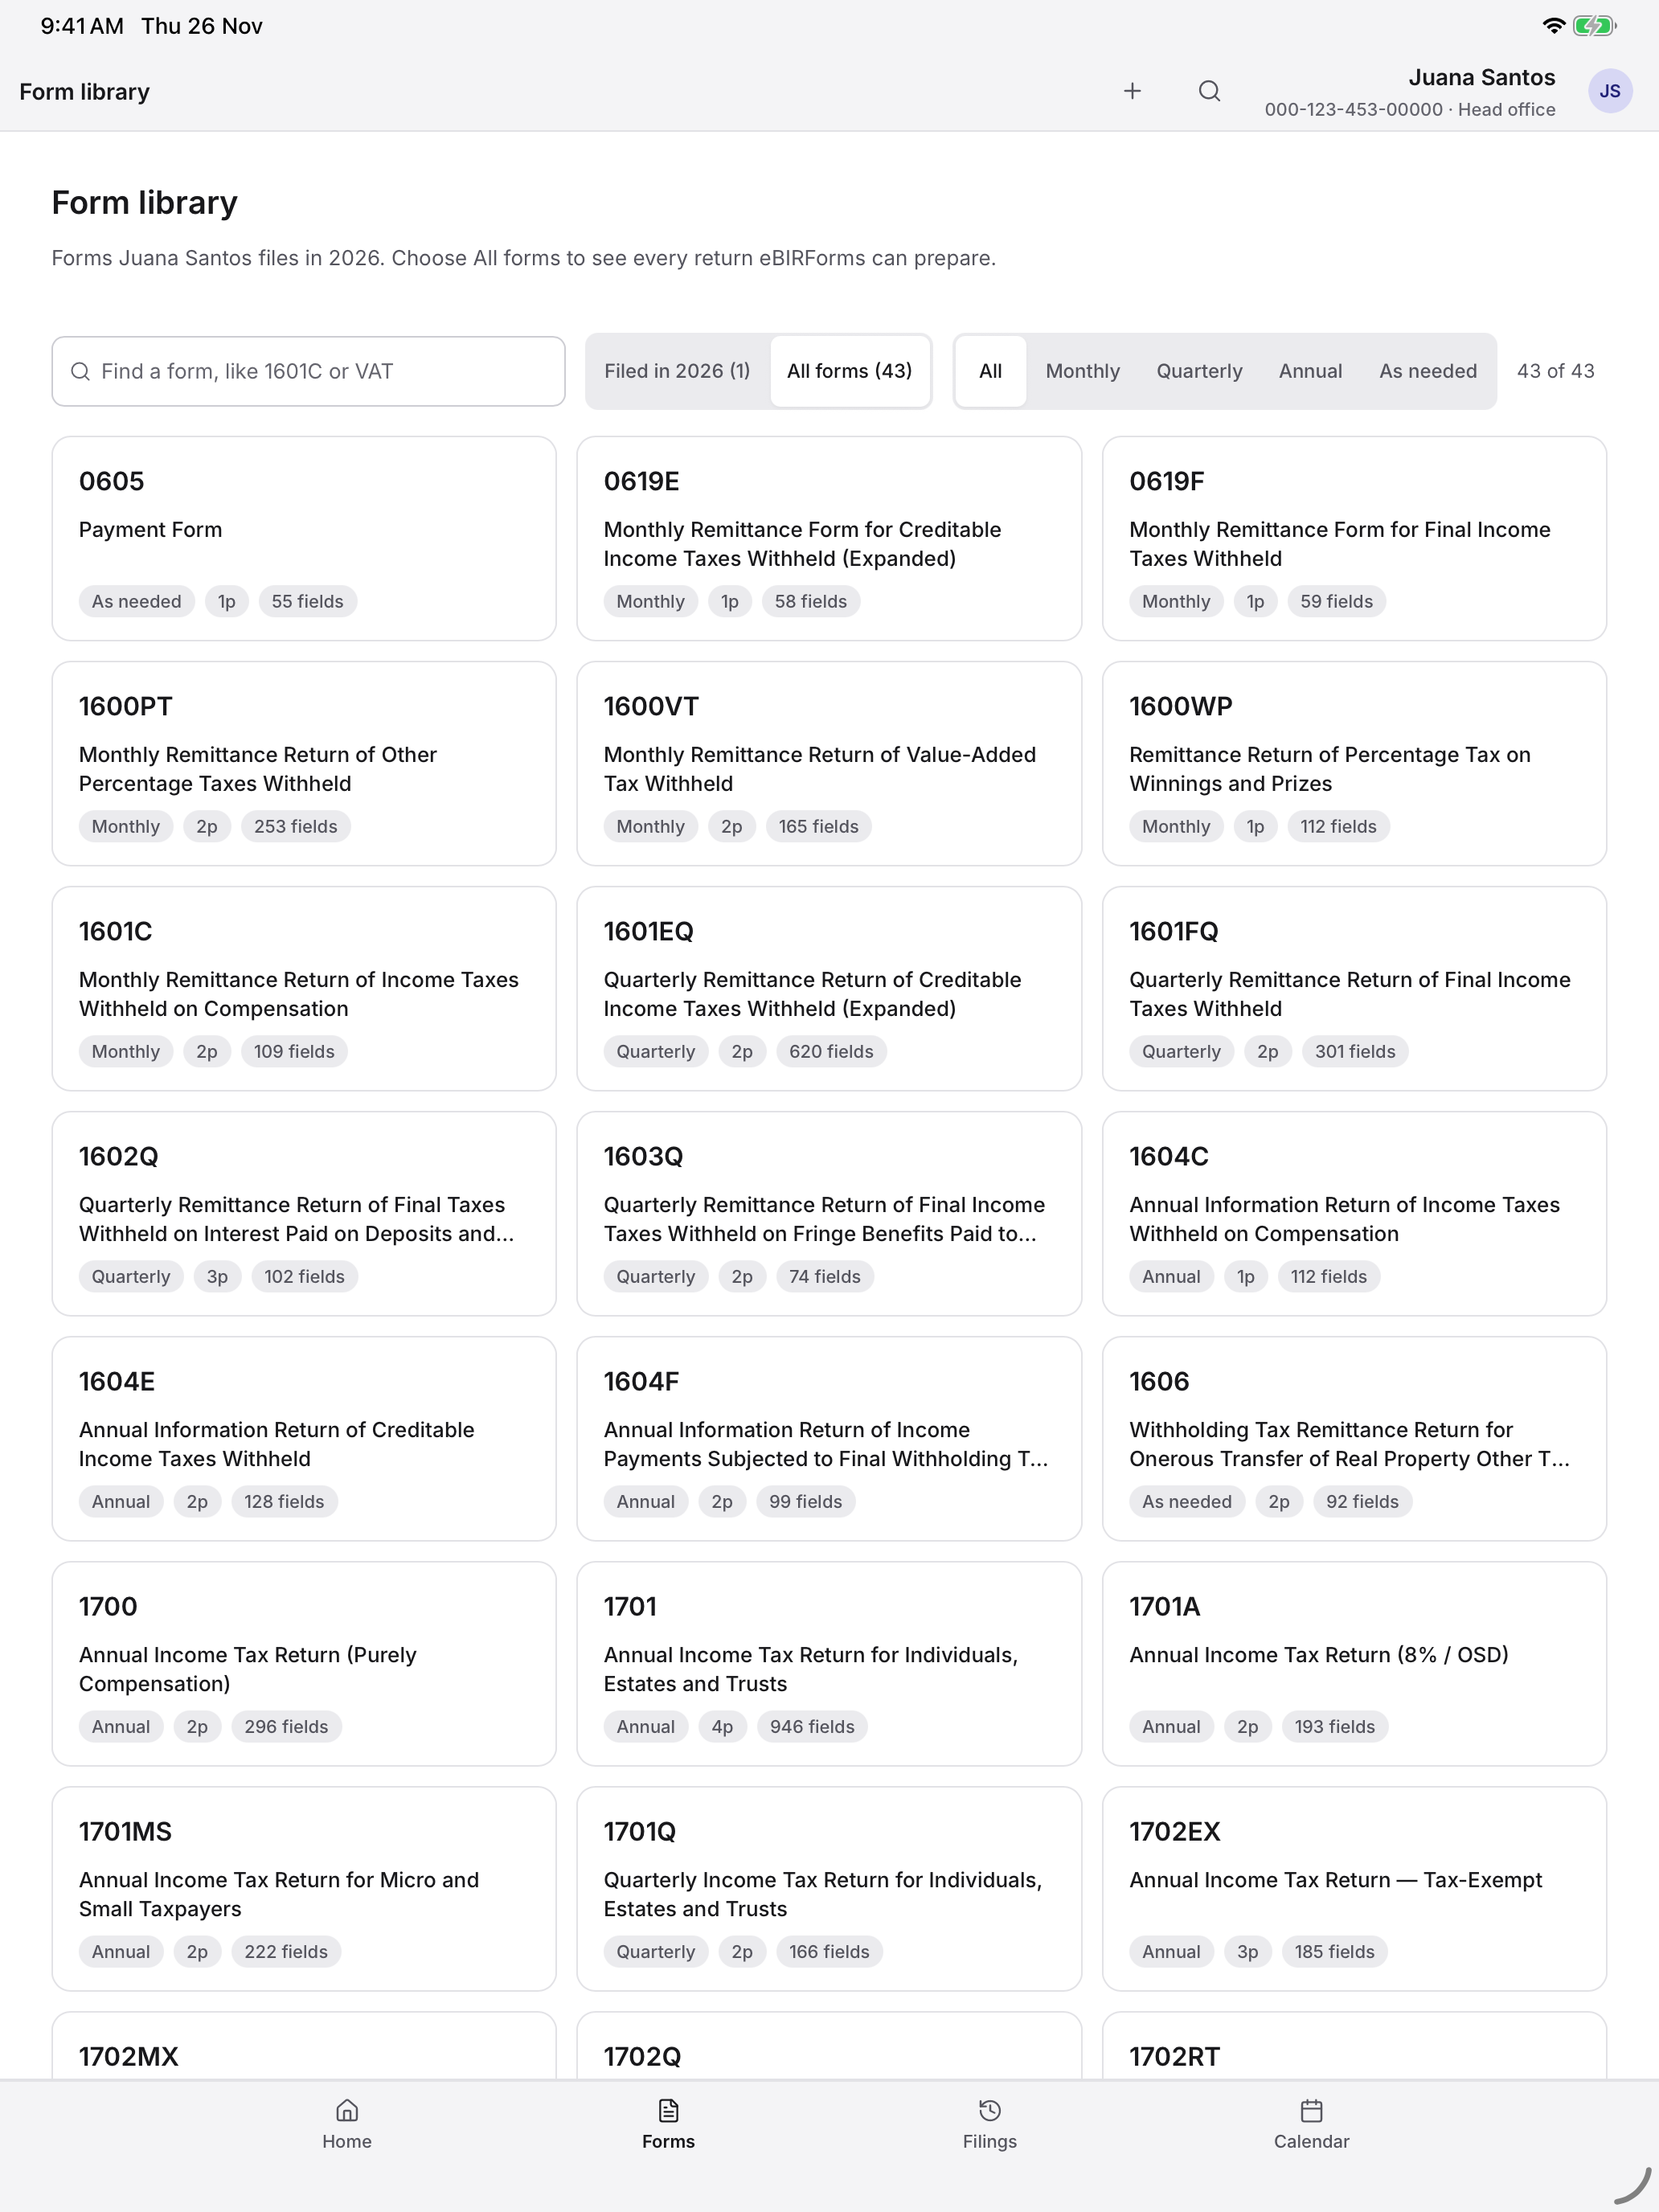 9:41 AM Thu 26 Nov
Form library
Juana Santos
000-123-453-00000 · Head office
JS
Form library
Forms Juana Santos files in 2026. Choose All forms to see every return eBIRForms can prepare.
Find a form, like 1601C or VAT
Filed in 2026 (1)
All forms (43)
All
Monthly
Quarterly
Annual
As needed
43 of 43
0605
Payment Form
As needed
1p
55 fields
0619E
Monthly Remittance Form for Creditable
Income Taxes Withheld (Expanded)
Monthly
1p
58 fields
0619F
Monthly Remittance Form for Final Income
Taxes Withheld
Monthly
1p
59 fields
1600PT
Monthly Remittance Return of Other
Percentage Taxes Withheld
Monthly
2p
253 fields
1600VT
Monthly Remittance Return of Value-Added
Tax Withheld
Monthly
2p
165 fields
1600WP
Remittance Return of Percentage Tax on
Winnings and Prizes
Monthly
1p
112 fields
1601C
Monthly Remittance Return of Income Taxes
Withheld on Compensation
Monthly
2p
109 fields
1601EQ
Quarterly Remittance Return of Creditable
Income Taxes Withheld (Expanded)
Quarterly
2p
620 fields
1601FQ
Quarterly Remittance Return of Final Income
Taxes Withheld
Quarterly
2p
301 fields
1602Q
Quarterly Remittance Return of Final Taxes
Withheld on Interest Paid on Deposits and...
Quarterly
3p
102 fields
1603Q
Quarterly Remittance Return of Final Income
Taxes Withheld on Fringe Benefits Paid to...
Quarterly
2p
74 fields
1604C
Annual Information Return of Income Taxes
Withheld on Compensation
Annual
1p
112 fields
1604E
Annual Information Return of Creditable
Income Taxes Withheld
Annual
2p
128 fields
1604F
Annual Information Return of Income
Payments Subjected to Final Withholding T...
Annual
2p
99 fields
1606
Withholding Tax Remittance Return for
Onerous Transfer of Real Property Other T...
As needed
2p
92 fields
1700
Annual Income Tax Return (Purely
Compensation)
Annual
2p
296 fields
1701
Annual Income Tax Return for Individuals,
Estates and Trusts
Annual
4p
946 fields
1701A
Annual Income Tax Return (8% / OSD)
Annual
2p
193 fields
1701MS
Annual Income Tax Return for Micro and
Small Taxpayers
Annual
2p
222 fields
1701Q
Quarterly Income Tax Return for Individuals,
Estates and Trusts
Quarterly
2p
166 fields
1702EX
Annual Income Tax Return — Tax-Exempt
Annual
3p
185 fields
1702MX
1702Q
1702RT
Home
Forms
Filings
Calendar